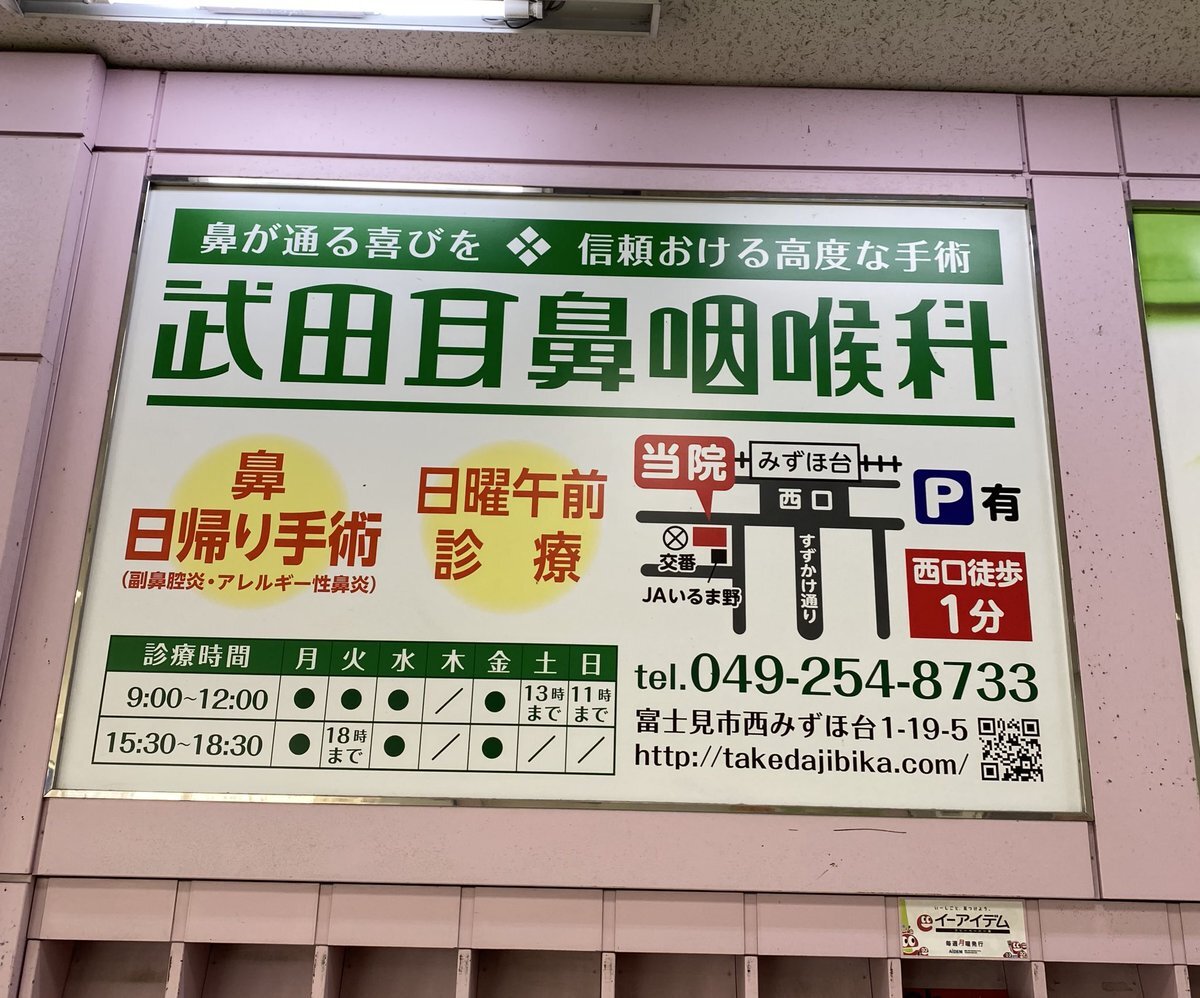 鼻が通る喜びを ❖ 信頼おける高度な手術
武田耳鼻咽喉科
鼻
日帰り手術
（副鼻腔炎・アレルギー性鼻炎）
日曜午前
診療
当院
みずほ台
西口
すずかけ通り
交番
JAいるま野
P 有
西口徒歩
1分
診療時間 月 火 水 木 金 土 日
9:00~12:00 ● ● ● ／ ● 13時まで 11時まで
15:30~18:30 ● 18時まで ● ／ ● ／ ／
tel.049-254-8733
富士見市西みずほ台1-19-5
http://takedajibika.com/
イーアイデム
毎週月曜発行